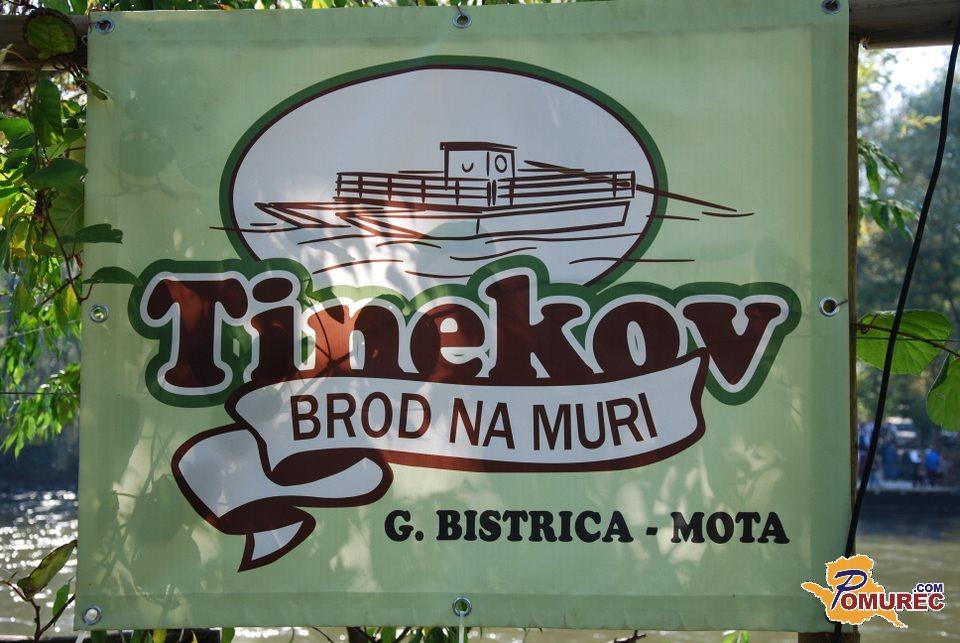 Tinekov
BROD NA MURI
G. BISTRICA - MOTA
POMUREC.COM